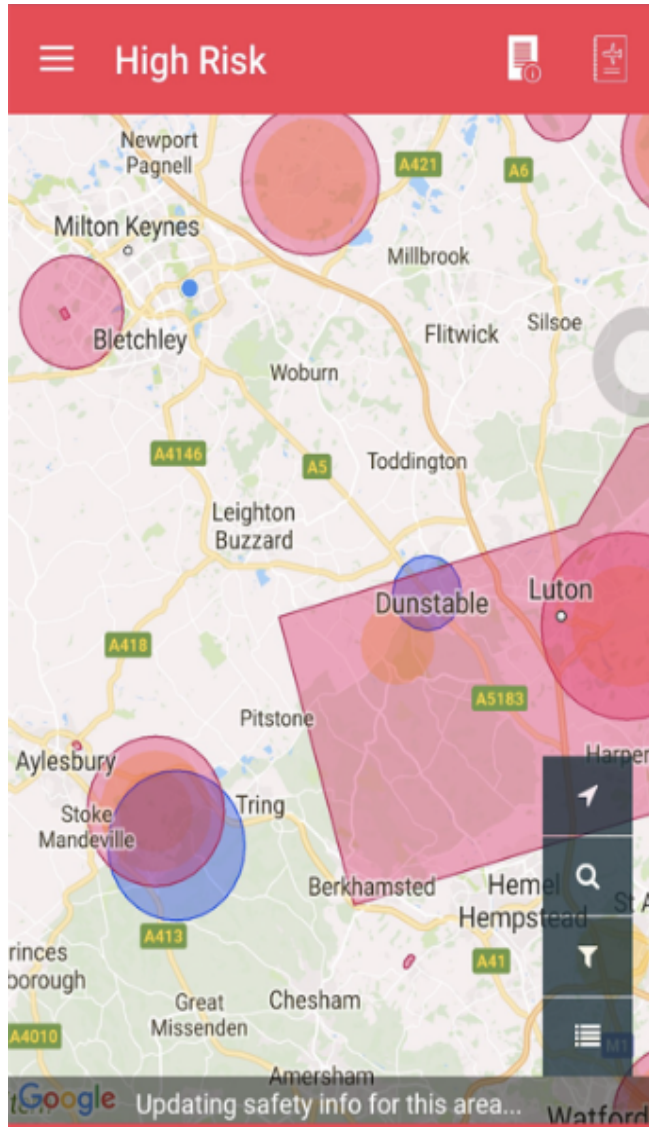 High Risk
Newport
Pagnell
A421
A6
Milton Keynes
Millbrook
Bletchley
Flitwick
Silsoe
Woburn
A4146
A5
Toddington
Leighton
Buzzard
Dunstable
Luton
A418
A5183
Pitstone
Aylesbury
Harper
Stoke
Mandeville
Tring
Berkhamsted
Hemel
Hempstead
St A
A413
A41
rinces
borough
Great
Missenden
Chesham
A4010
M1
Amersham
Google
Updating safety info for this area...
Watford